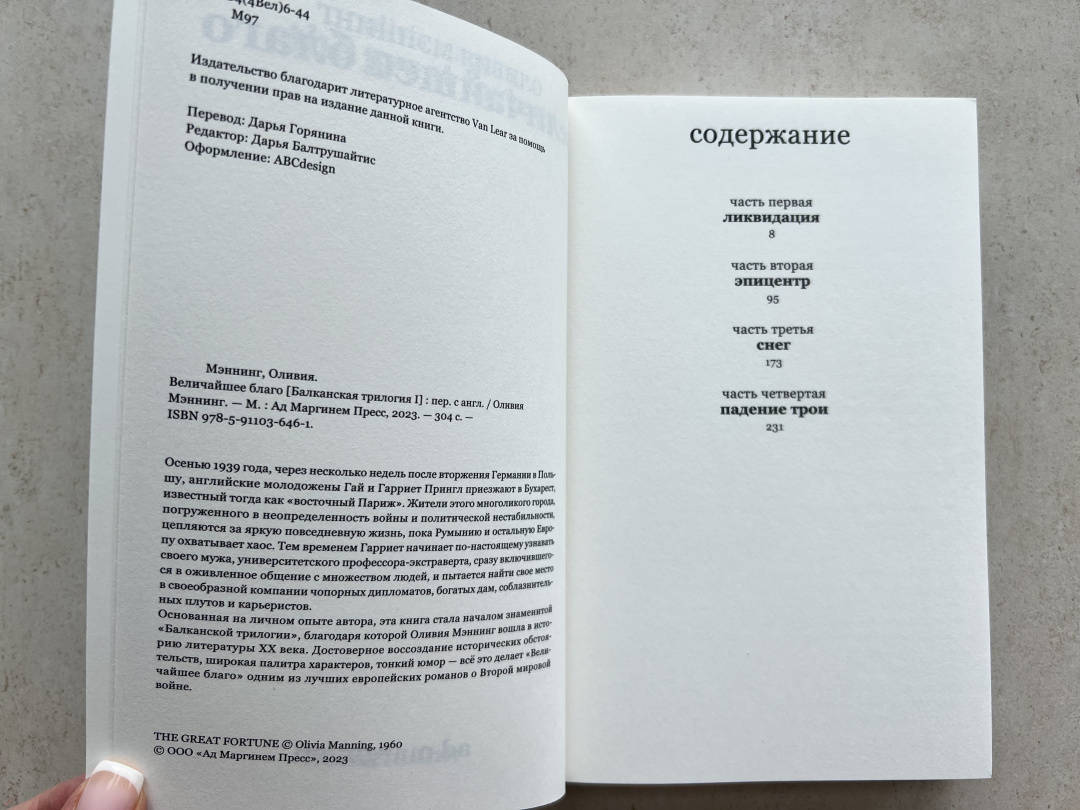 (4Вел)6-44
М97
Издательство благодарит литературное агентство Van Lear за помощь
в получении прав на издание данной книги.
Перевод: Дарья Горянина
Редактор: Дарья Балтрушайтис
Оформление: ABCdesign
Мэннинг, Оливия.
Величайшее благо [Балканская трилогия I] : пер. с англ. / Оливия
Мэннинг. — М. : Ад Маргинем Пресс, 2023. — 304 с. —
ISBN 978-5-91103-646-1.
Осенью 1939 года, через несколько недель после вторжения Германии в Поль-
шу, английские молодожены Гай и Гарриет Прингл приезжают в Бухарест,
известный тогда как «восточный Париж». Жители этого многоликого города,
погруженного в неопределенность войны и политической нестабильности,
цепляются за яркую повседневную жизнь, пока Румынию и остальную Евро-
пу охватывает хаос. Тем временем Гарриет начинает по-настоящему узнавать
своего мужа, университетского профессора-экстраверта, сразу включившего-
ся в оживленное общение с множеством людей, и пытается найти свое место
в своеобразной компании чопорных дипломатов, богатых дам, соблазнитель-
ных плутов и карьеристов.
Основанная на личном опыте автора, эта книга стала началом знаменитой
«Балканской трилогии», благодаря которой Оливия Мэннинг вошла в исто-
рию литературы XX века. Достоверное воссоздание исторических обстоя-
тельств, широкая палитра характеров, тонкий юмор — всё это делает «Вели-
чайшее благо» одним из лучших европейских романов о Второй мировой
войне.
THE GREAT FORTUNE © Olivia Manning, 1960
© ООО «Ад Маргинем Пресс», 2023
содержание
часть первая
ликвидация
8
часть вторая
эпицентр
95
часть третья
снег
173
часть четвертая
падение трои
231